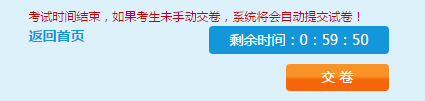 考试时间结束，如果考生未手动交卷，系统将会自动提交试卷！
返回首页
剩余时间：0：59：50
交 卷